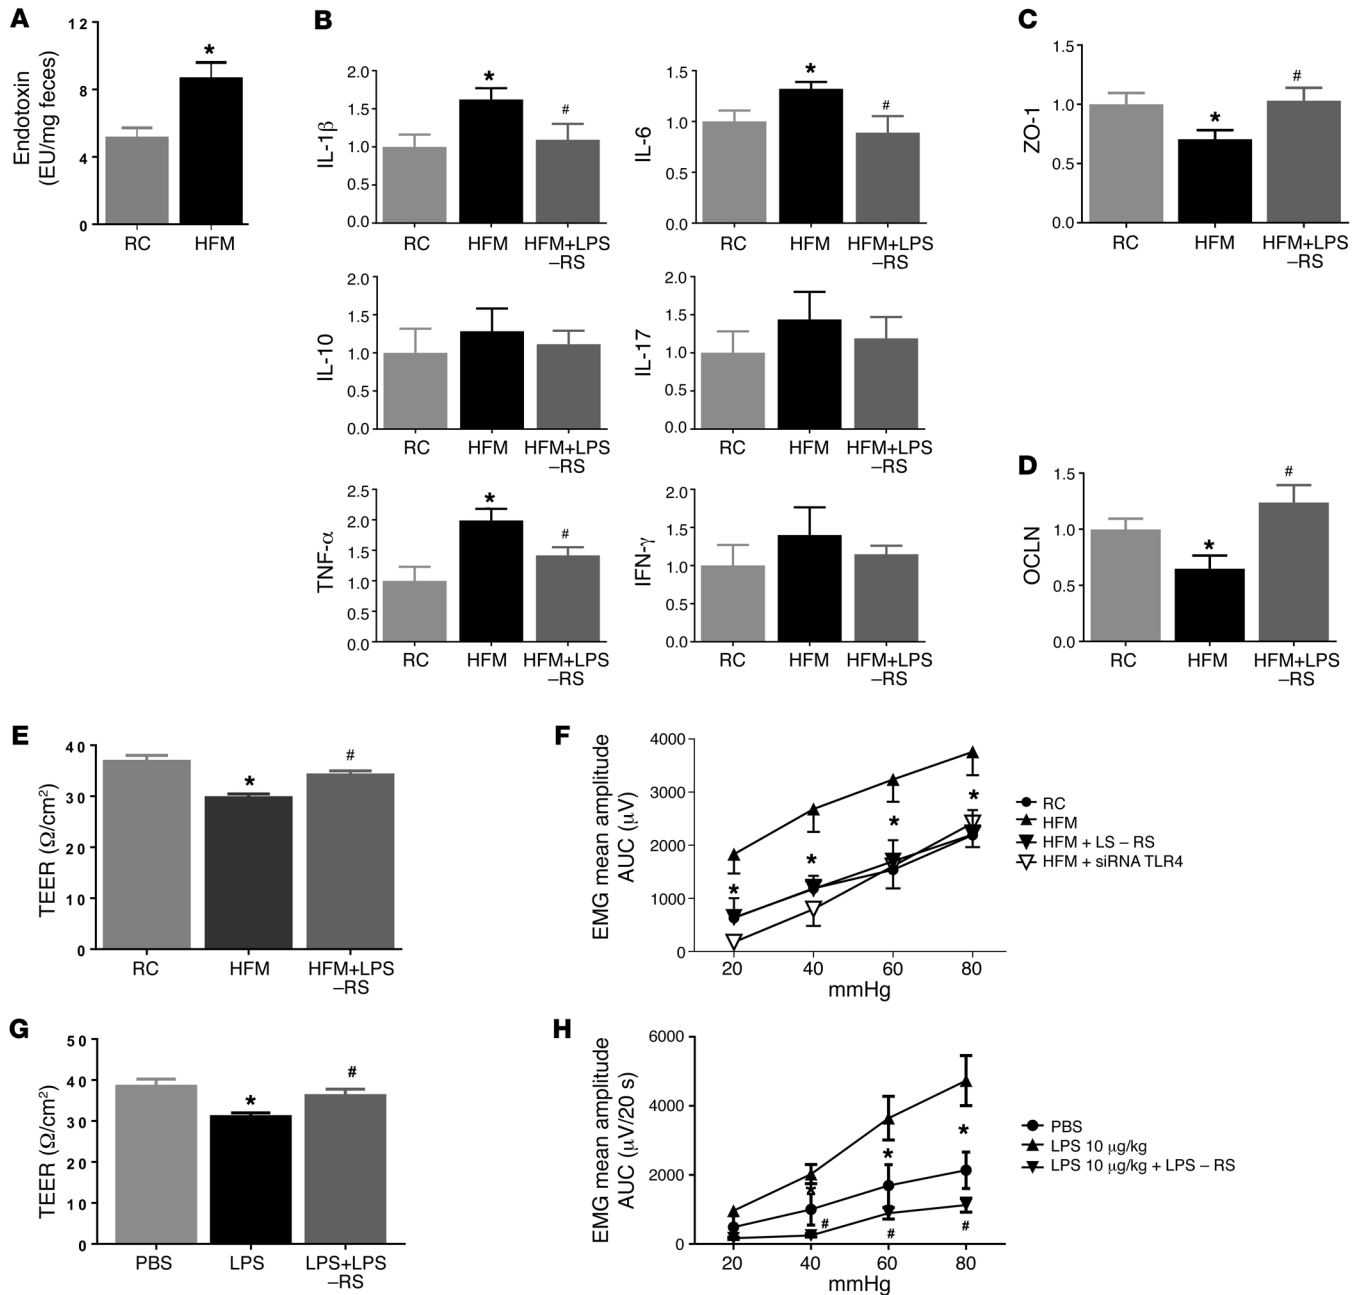 A
Endotoxin
(EU/mg feces)
12
8
4
0
*
RC
HFM
B
IL-1β
2.0
1.5
1.0
0.5
0.0
*
#
RC
HFM
HFM+LPS
–RS
IL-6
1.5
1.0
0.5
0.0
*
#
RC
HFM
HFM+LPS
–RS
IL-10
2.0
1.5
1.0
0.5
0.0
RC
HFM
HFM+LPS
–RS
IL-17
2.0
1.5
1.0
0.5
0.0
RC
HFM
HFM+LPS
–RS
TNF-α
2.5
2.0
1.5
1.0
0.5
0.0
*
#
RC
HFM
HFM+LPS
–RS
IFN-γ
2.0
1.5
1.0
0.5
0.0
RC
HFM
HFM+LPS
–RS
C
ZO-1
1.5
1.0
0.5
0.0
*
#
RC
HFM
HFM+LPS
–RS
D
OCLN
1.5
1.0
0.5
0.0
*
#
RC
HFM
HFM+LPS
–RS
E
TEER (Ω/cm²)
40
30
20
10
0
*
#
RC
HFM
HFM+LPS
–RS
F
EMG mean amplitude
AUC (μV)
4000
3000
2000
1000
0
*
*
*
*
20
40
60
80
mmHg
RC
HFM
HFM + LS – RS
HFM + siRNA TLR4
G
TEER (Ω/cm²)
50
40
30
20
10
0
*
#
PBS
LPS
LPS+LPS
–RS
H
EMG mean amplitude
AUC (μV/20 s)
6000
4000
2000
0
*
*
*
#
#
#
20
40
60
80
mmHg
PBS
LPS 10 μg/kg
LPS 10 μg/kg + LPS – RS